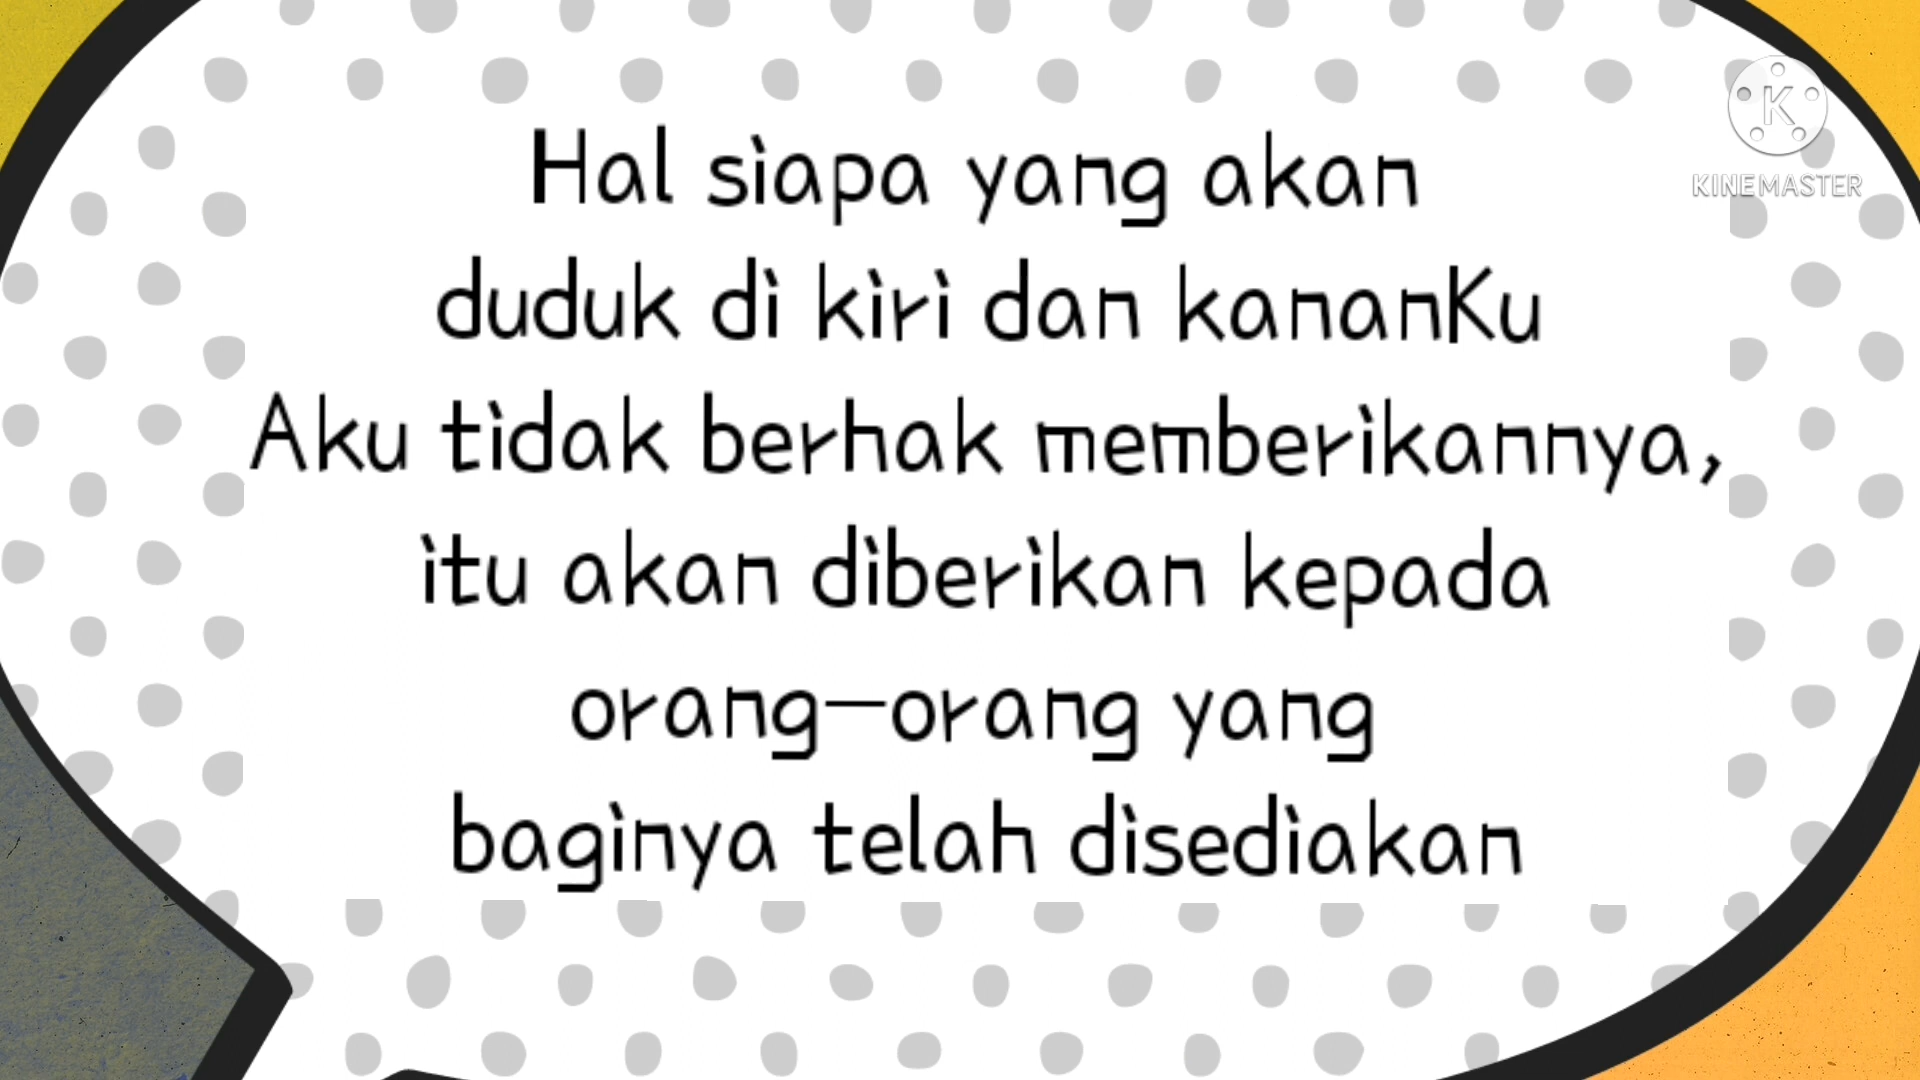 Hal siapa yang akan
duduk di kiri dan kananKu
Aku tidak berhak memberikannya,
itu akan diberikan kepada
orang-orang yang
baginya telah disediakan
K
KINEMASTER